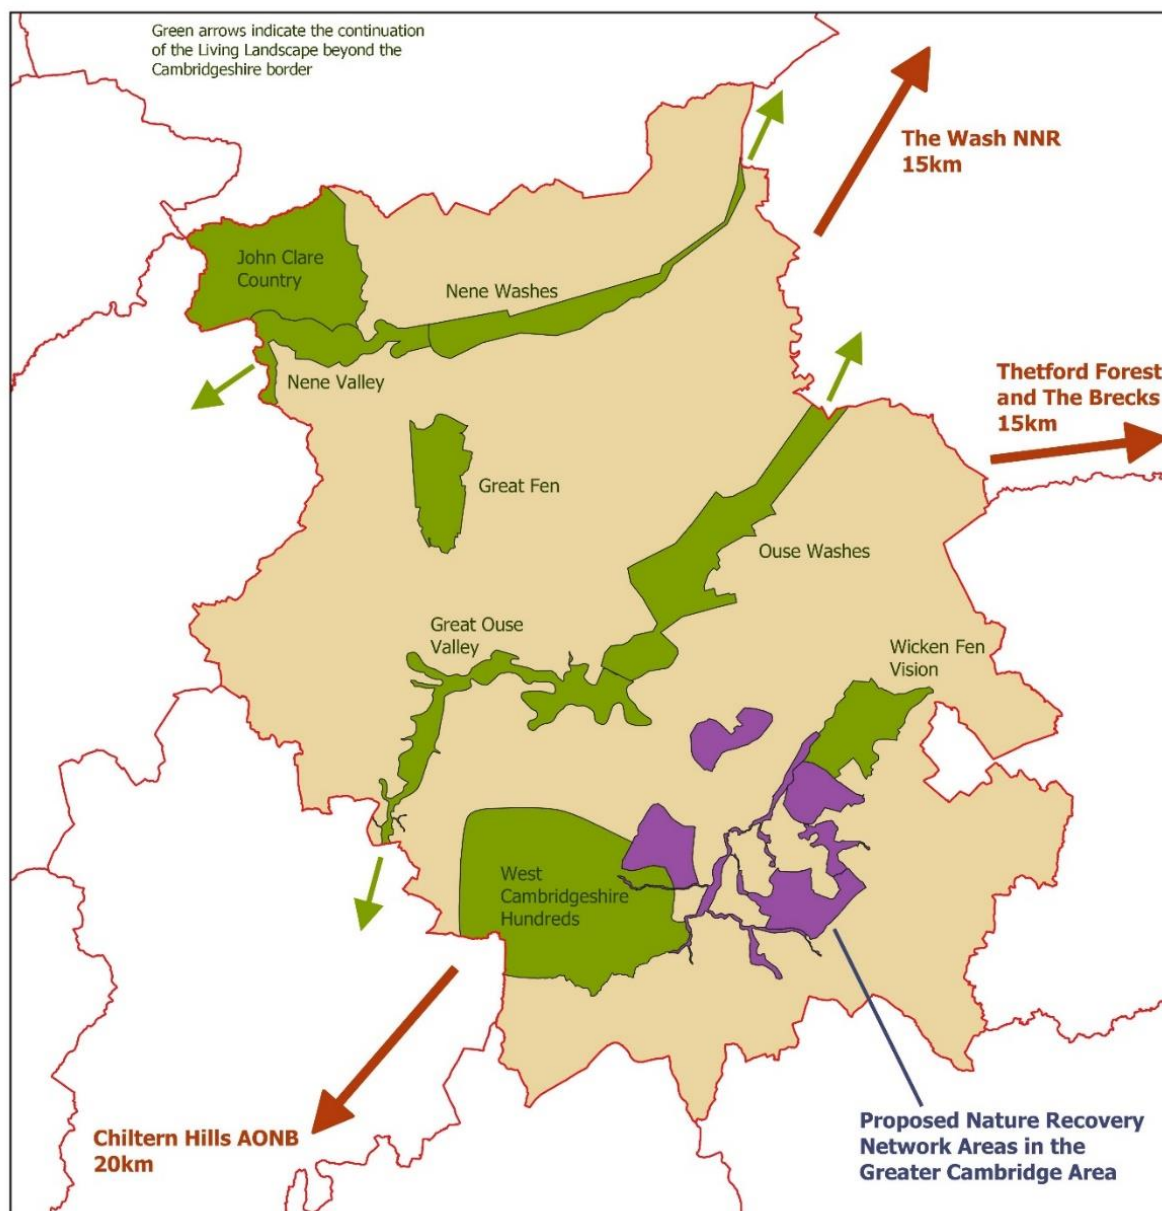 Green arrows indicate the continuation
of the Living Landscape beyond the
Cambridgeshire border
The Wash NNR
15km
John Clare
Country
Nene Washes
Nene Valley
Thetford Forest
and The Brecks
15km
Great Fen
Ouse Washes
Great Ouse
Valley
Wicken Fen
Vision
West
Cambridgeshire
Hundreds
Chiltern Hills AONB
20km
Proposed Nature Recovery
Network Areas in the
Greater Cambridge Area